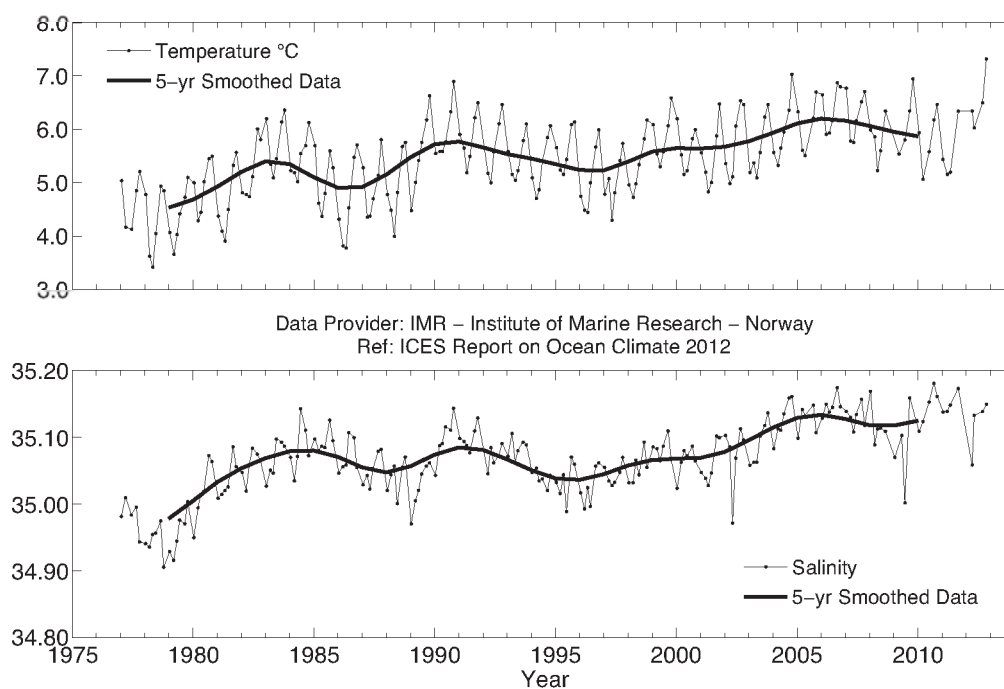 8.0
7.0
6.0
5.0
4.0
3.0
Temperature °C
5–yr Smoothed Data
Data Provider: IMR – Institute of Marine Research – Norway
Ref: ICES Report on Ocean Climate 2012
35.20
35.10
35.00
34.90
34.80
Salinity
5–yr Smoothed Data
1975 1980 1985 1990 1995 2000 2005 2010
Year